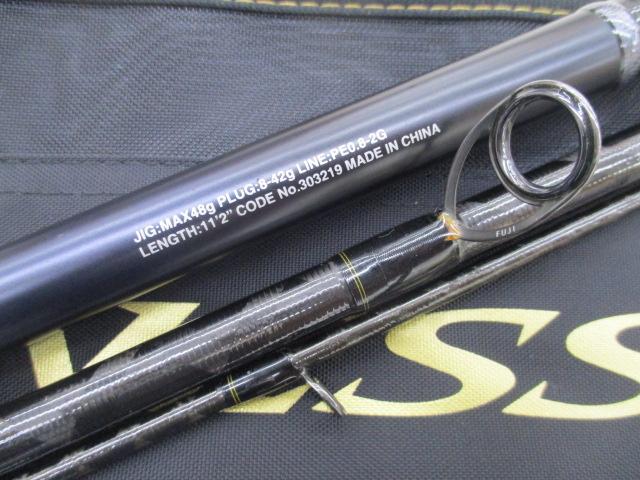 JIG:MAX48g PLUG:8-42g LINE:PE0.8-2G
LENGTH:11'2" CODE No.303219 MADE IN CHINA
FUJI
ESS